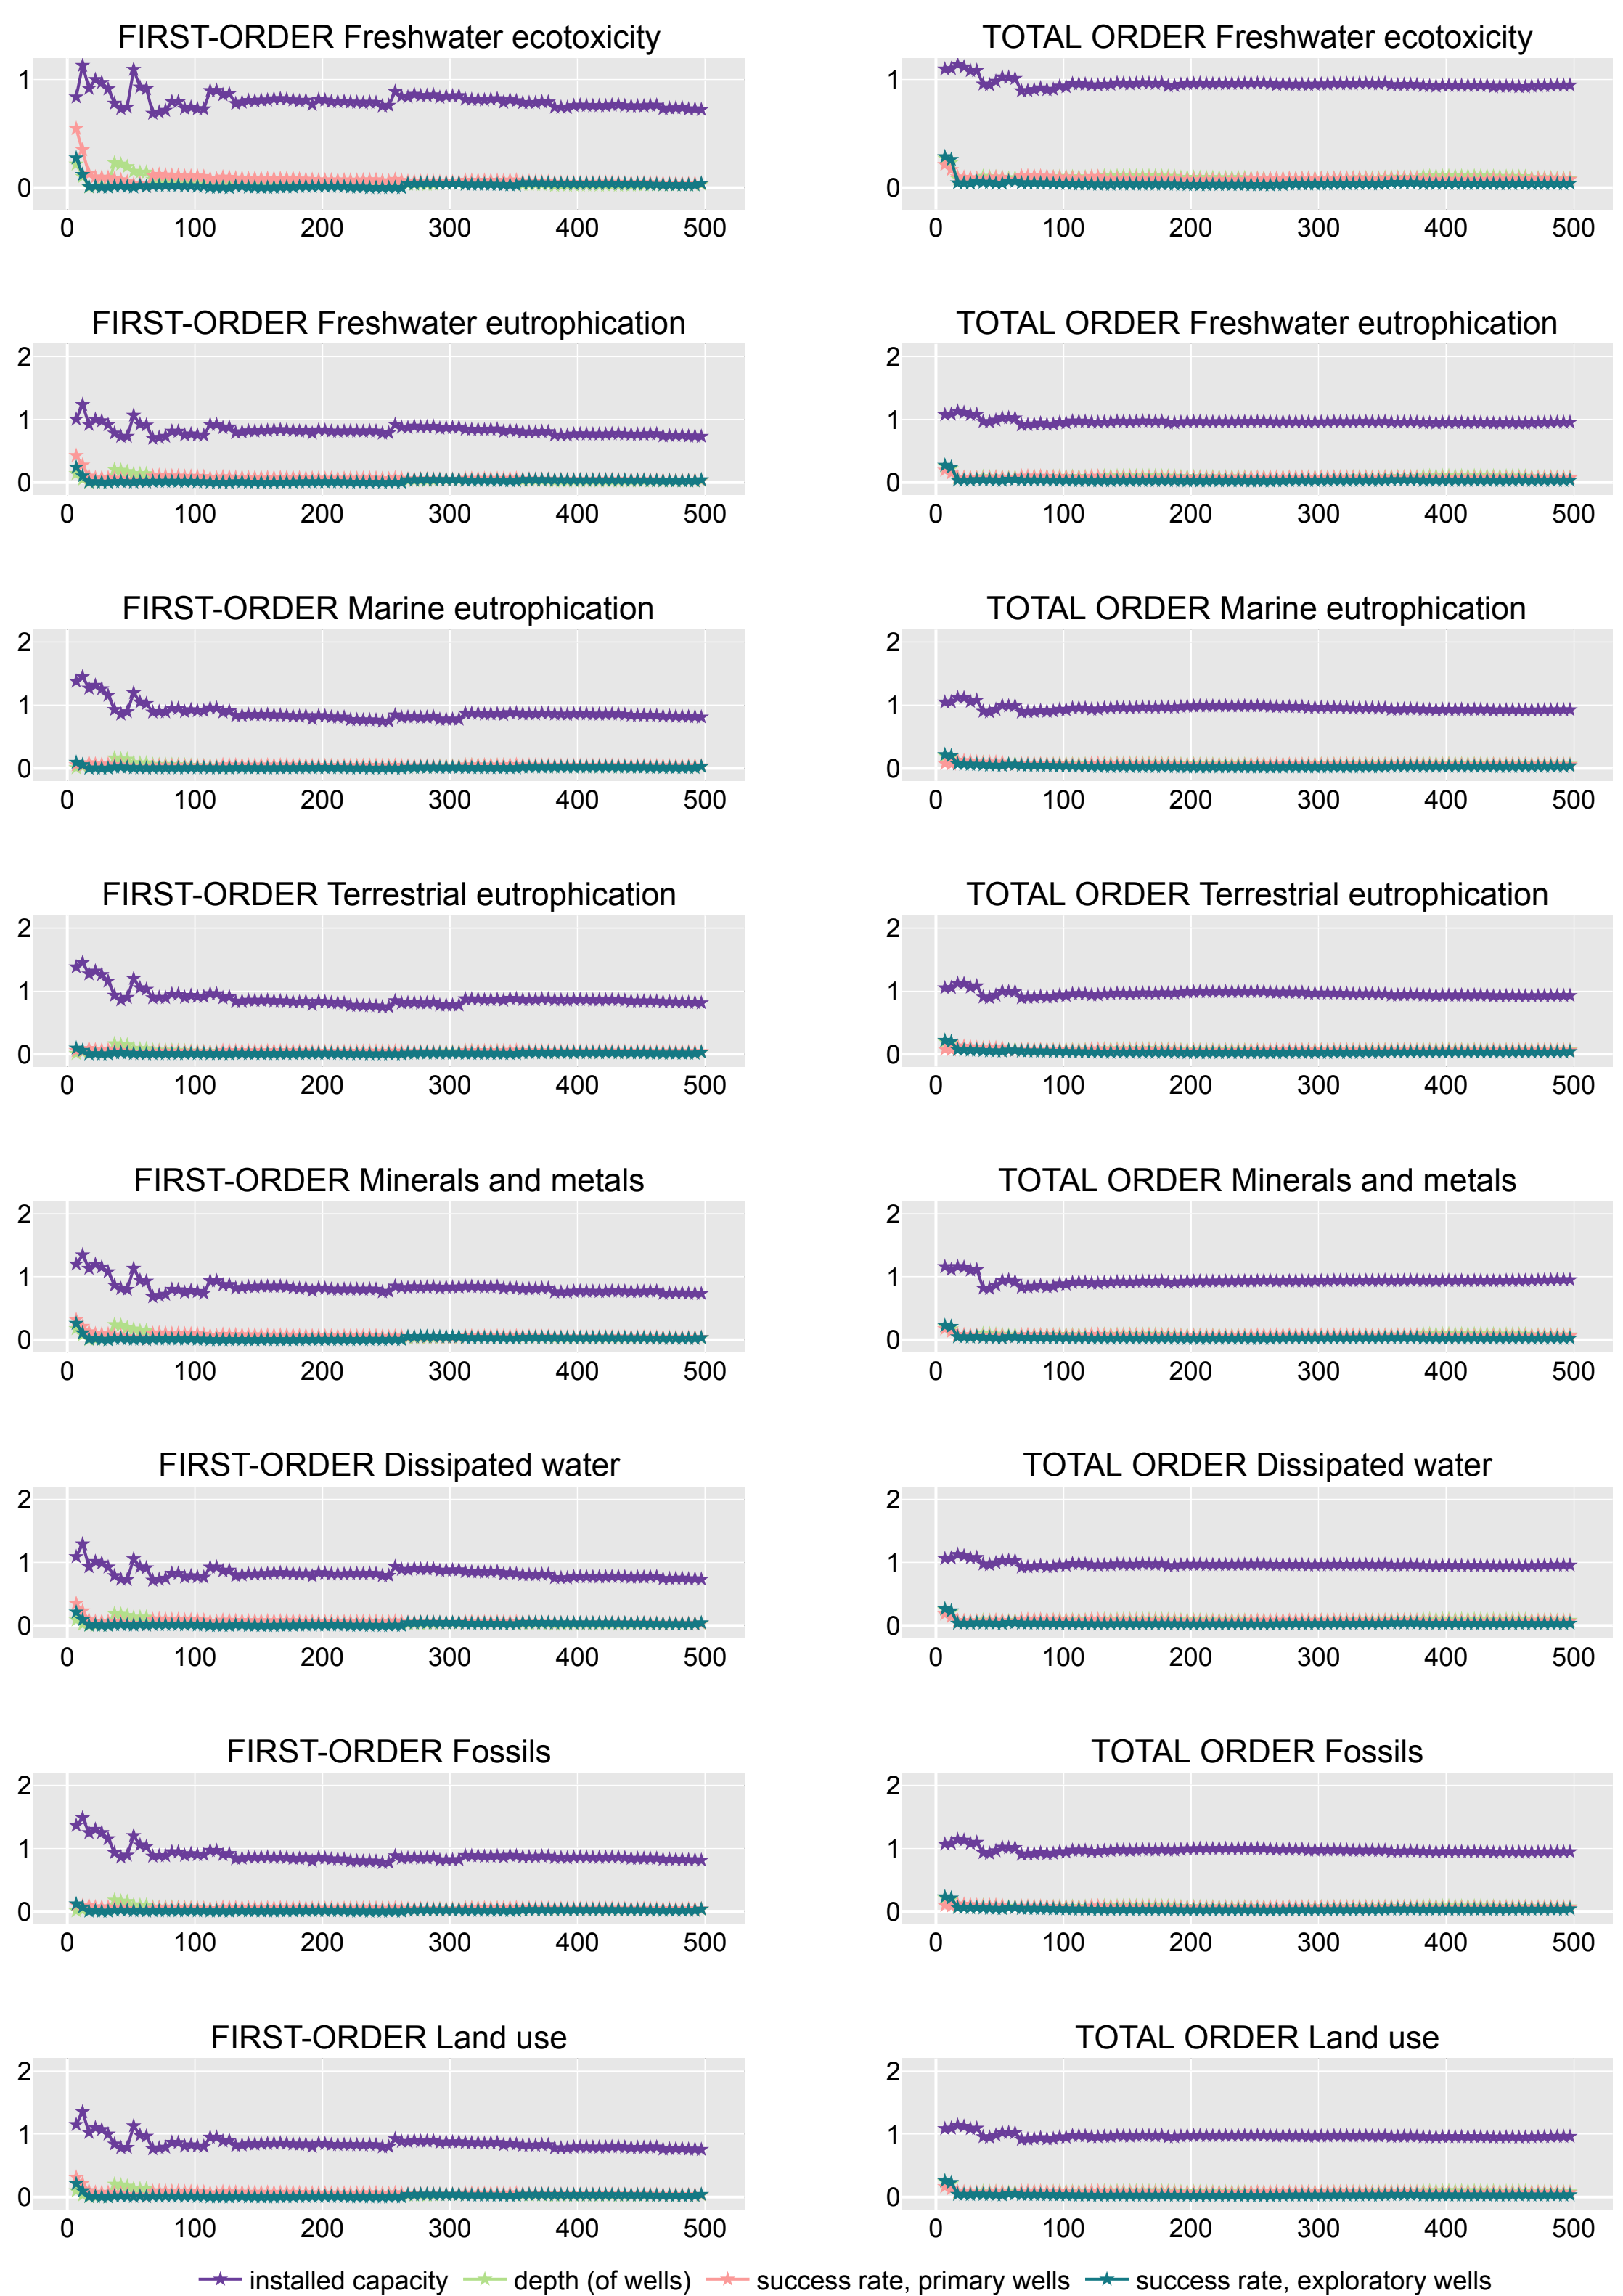 FIRST-ORDER Freshwater ecotoxicity
TOTAL ORDER Freshwater ecotoxicity
1
0
0 100 200 300 400 500
1
0
0 100 200 300 400 500
FIRST-ORDER Freshwater eutrophication
TOTAL ORDER Freshwater eutrophication
2
1
0
0 100 200 300 400 500
2
1
0
0 100 200 300 400 500
FIRST-ORDER Marine eutrophication
TOTAL ORDER Marine eutrophication
2
1
0
0 100 200 300 400 500
2
1
0
0 100 200 300 400 500
FIRST-ORDER Terrestrial eutrophication
TOTAL ORDER Terrestrial eutrophication
2
1
0
0 100 200 300 400 500
2
1
0
0 100 200 300 400 500
FIRST-ORDER Minerals and metals
TOTAL ORDER Minerals and metals
2
1
0
0 100 200 300 400 500
2
1
0
0 100 200 300 400 500
FIRST-ORDER Dissipated water
TOTAL ORDER Dissipated water
2
1
0
0 100 200 300 400 500
2
1
0
0 100 200 300 400 500
FIRST-ORDER Fossils
TOTAL ORDER Fossils
2
1
0
0 100 200 300 400 500
2
1
0
0 100 200 300 400 500
FIRST-ORDER Land use
TOTAL ORDER Land use
2
1
0
0 100 200 300 400 500
2
1
0
0 100 200 300 400 500
installed capacity depth (of wells) success rate, primary wells success rate, exploratory wells